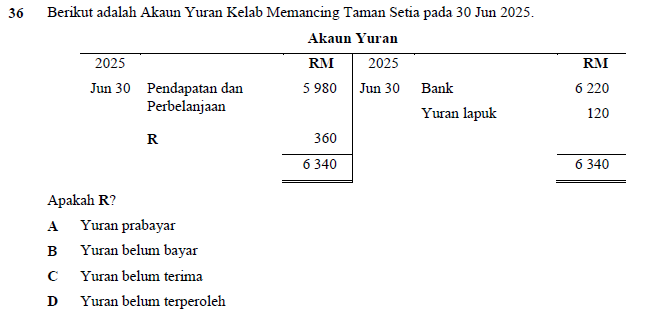 36 Berikut adalah Akaun Yuran Kelab Memancing Taman Setia pada 30 Jun 2025.
Akaun Yuran
2025 RM 2025 RM
Jun 30 Pendapatan dan 5 980 Jun 30 Bank 6 220
Perbelanjaan Yuran lapuk 120
R 360
6 340 6 340
Apakah R?
A Yuran prabayar
B Yuran belum bayar
C Yuran belum terima
D Yuran belum terperoleh